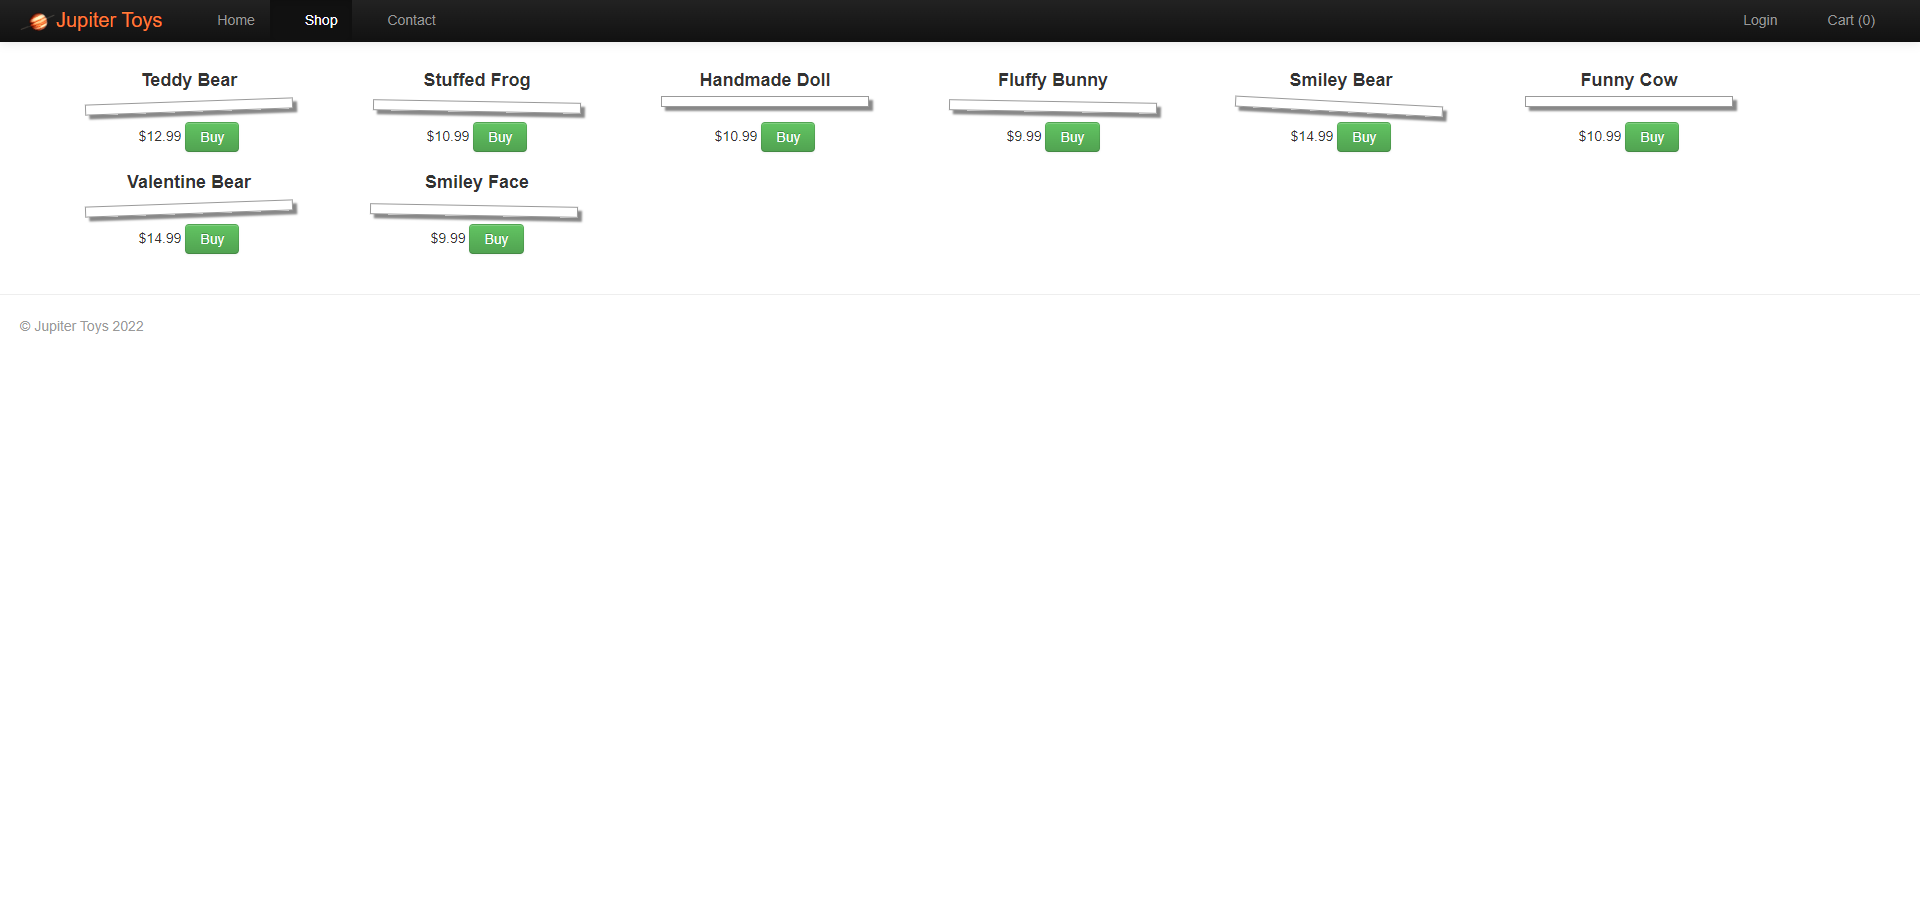 Jupiter Toys Home Shop Contact Login Cart (0)
Teddy Bear Stuffed Frog Handmade Doll Fluffy Bunny Smiley Bear Funny Cow
$12.99 Buy $10.99 Buy $10.99 Buy $9.99 Buy $14.99 Buy $10.99 Buy
Valentine Bear Smiley Face
$14.99 Buy $9.99 Buy
© Jupiter Toys 2022